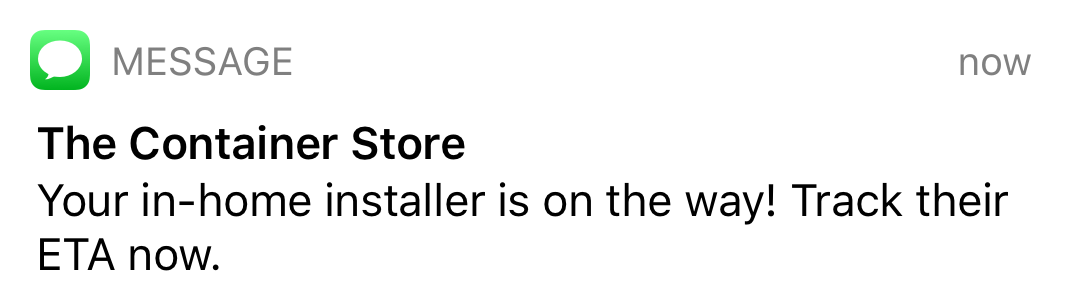 MESSAGE now
The Container Store
Your in-home installer is on the way! Track their
ETA now.